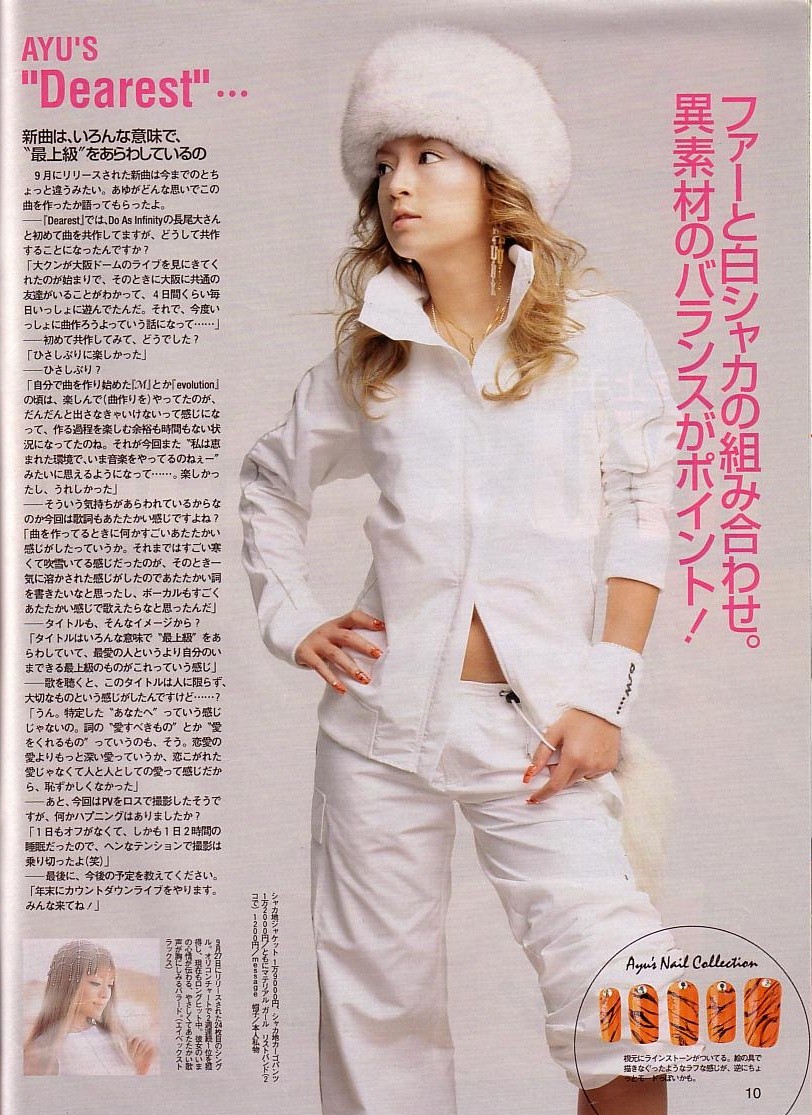 AYU'S
"Dearest"…
新曲は、いろんな意味で、
“最上級”をあらわしているの
9月にリリースされた新曲は今までのとち
ょっと違うみたい。あゆがどんな思いでこの
曲を作ったか語ってもらったよ。
──『Dearest』では、Do As Infinityの長尾大さん
と初めて曲を共作してますが、どうして共作
することになったんですか？
「大クンが大阪ドームのライブを見にきてく
れたのが始まりで、そのときに大阪に共通の
友達がいることがわかって、4日間くらい毎
日いっしょに遊んでたんだ。それで、今度い
っしょに曲作ろうよっていう話になって……」
──初めて共作してみて、どうでした？
「ひさしぶりに楽しかった」
──ひさしぶり？
「自分で曲を作り始めた『M』とか『evolution』
の頃は、楽しんで（曲作りを）やってたのが、
だんだんと出さなきゃいけないって感じにな
って、作る過程を楽しむ余裕も時間もない状
況になってたのね。それが今回また“私は恵
まれた環境で、いま音楽をやってるのねぇー”
みたいに思えるようになって……。楽しかっ
たし、うれしかった」
──そういう気持ちがあらわれているからな
のか今回は歌詞もあたたかい感じですよね？
「曲を作ってるときに何かすごいあたたかい
感じがしたっていうか。それまではすごい寒
くて吹雪いてる感じだったのが、そのとき一
気に溶かされた感じがしたのであたたかい詞
を書きたいなと思ったし、ボーカルもすごく
あたたかい感じで歌えたらなと思ったんだ」
──タイトルも、そんなイメージから？
「タイトルはいろんな意味で“最上級”をあ
らわしていて、最愛の人というより自分のい
まできる最上級のものがこれっていう感じ」
──歌を聴くと、このタイトルは人に限らず、
大切なものという感じがしたんですけど……？
「うん。特定した“あなたへ”っていう感じ
じゃないの。詞の“愛すべきもの”とか“愛
をくれるもの”っていうのも、そう。恋愛の
愛よりもっと深い愛っていうか、恋こがれた
愛じゃなくて人と人としての愛って感じだか
ら、恥ずかしくなかった」
──あと、今回はPVをロスで撮影したそうで
すが、何かハプニングはありましたか？
「1日もオフがなくて、しかも1日2時間の
睡眠だったので、ヘンなテンションで撮影は
乗り切ったよ（笑）」
──最後に、今後の予定を教えてください。
「年末にカウントダウンライブをやります。
みんな来てね！」
ファーと白シャカの組み合わせ。
異素材のバランスがポイント！
シャカ地ジャケット1万9000円、シャカ地カーゴパンツ
1万2000円／ともにマテリアル ガール リストバンド（2
コで）1200円／message 帽子／本人私物
9月27日にリリースされた24枚目のシング
ル。オリコンチャートで2週連続1位を獲
得し、現在もロングヒット中。彼女のいま
の心情が伝わる、やさしくてあたたかい歌
声が胸にしみるバラード。（エイベックスト
ラックス）
Ayu's Nail Collection
根元にラインストーンがついてる。絵の具で
描きなぐったようなラフな感じが、逆にちょ
っとモードっぽいかも。
10